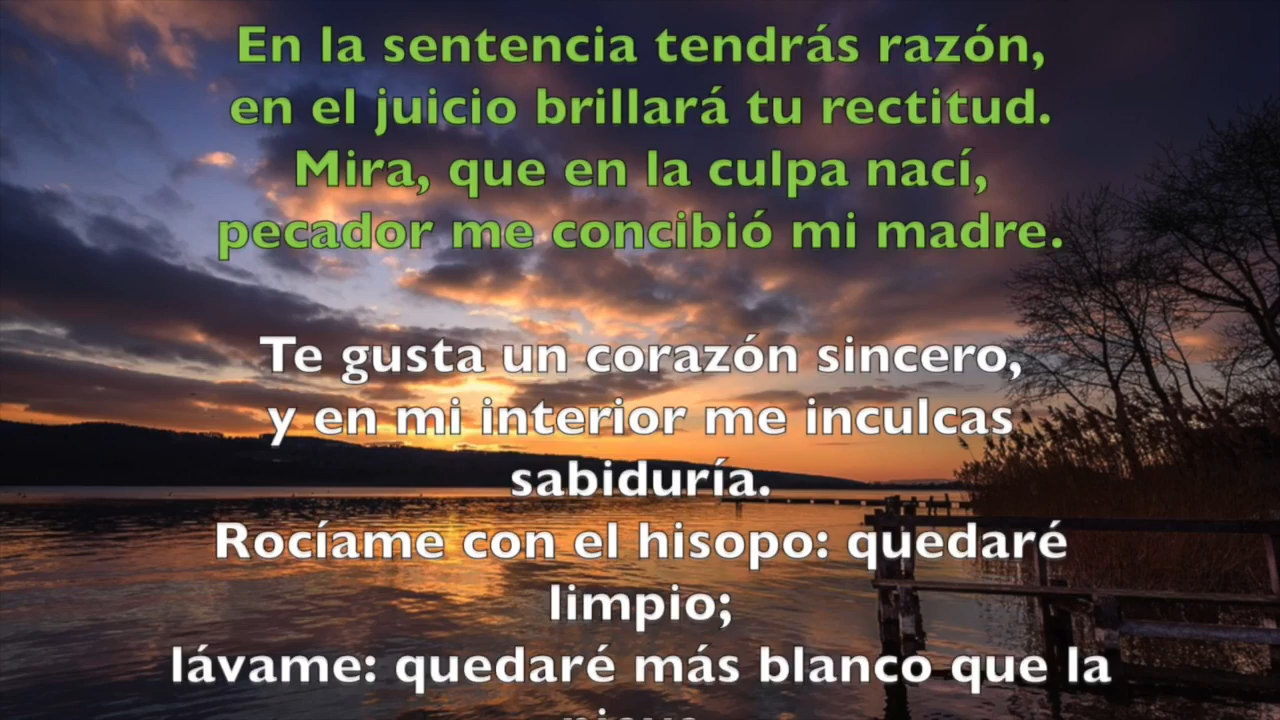 En la sentencia tendrás razón,
en el juicio brillará tu rectitud.
Mira, que en la culpa nací,
pecador me concibió mi madre.
Te gusta un corazón sincero,
y en mi interior me inculcas
sabiduría.
Rocíame con el hisopo: quedaré
limpio;
lávame: quedaré más blanco que la